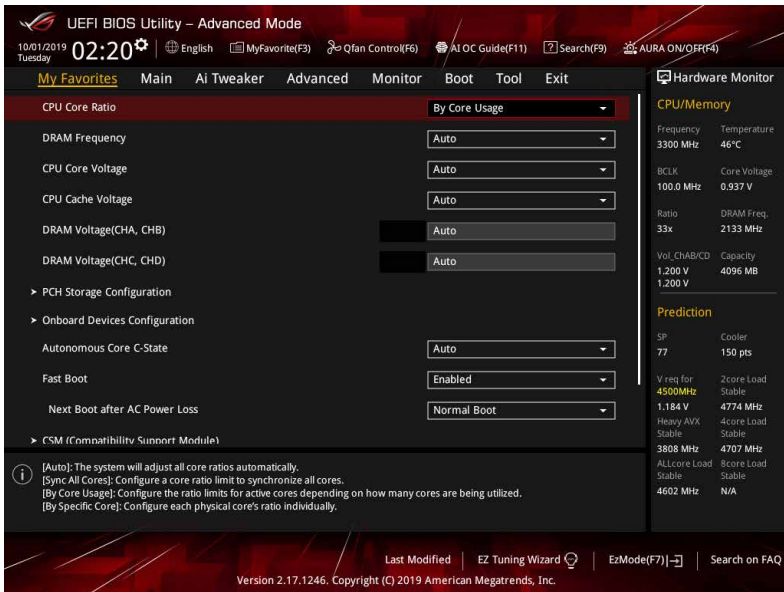 UEFI BIOS Utility – Advanced Mode
10/01/2019
Tuesday
02:20
English
MyFavorite(F3)
Qfan Control(F6)
AI OC Guide(F11)
Search(F9)
AURA ON/OFF(F4)
My Favorites
Main
Ai Tweaker
Advanced
Monitor
Boot
Tool
Exit
CPU Core Ratio
By Core Usage
DRAM Frequency
Auto
CPU Core Voltage
Auto
CPU Cache Voltage
Auto
DRAM Voltage(CHA, CHB)
Auto
DRAM Voltage(CHC, CHD)
Auto
PCH Storage Configuration
Onboard Devices Configuration
Autonomous Core C-State
Auto
Fast Boot
Enabled
Next Boot after AC Power Loss
Normal Boot
CSM (Compatibility Support Module)
[Auto]: The system will adjust all core ratios automatically.
[Sync All Cores]: Configure a core ratio limit to synchronize all cores.
[By Core Usage]: Configure the ratio limits for active cores depending on how many cores are being utilized.
[By Specific Core]: Configure each physical core's ratio individually.
Hardware Monitor
CPU/Memory
Frequency Temperature
3300 MHz 46°C
BCLK Core Voltage
100.0 MHz 0.937 V
Ratio DRAM Freq.
33x 2133 MHz
Vol_ChAB/CD Capacity
1.200 V 4096 MB
1.200 V
Prediction
SP Cooler
77 150 pts
V req for 2core Load
4500MHz Stable
1.184 V 4774 MHz
Heavy AVX 4core Load
Stable Stable
3808 MHz 4707 MHz
ALLcore Load 8core Load
Stable Stable
4602 MHz N/A
Last Modified
EZ Tuning Wizard
EzMode(F7)
Search on FAQ
Version 2.17.1246. Copyright (C) 2019 American Megatrends, Inc.